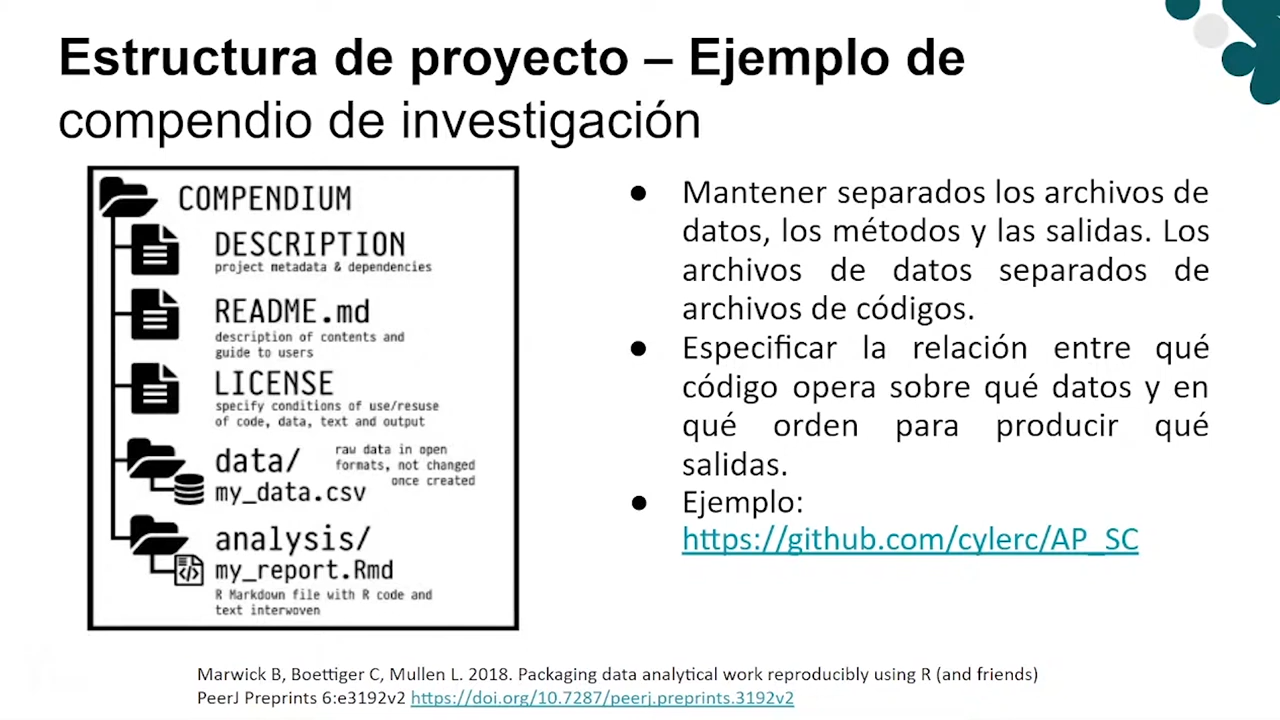 Estructura de proyecto – Ejemplo de
compendio de investigación
COMPENDIUM
DESCRIPTION
project metadata & dependencies
README.md
description of contents and
guide to users
LICENSE
specify conditions of use/resuse
of code, data, text and output
data/
raw data in open
formats, not changed
once created
my_data.csv
analysis/
my_report.Rmd
R Markdown file with R code and
text interwoven
● Mantener separados los archivos de
datos, los métodos y las salidas. Los
archivos de datos separados de
archivos de códigos.
● Especificar la relación entre qué
código opera sobre qué datos y en
qué orden para producir qué
salidas.
● Ejemplo:
https://github.com/cylerc/AP_SC
Marwick B, Boettiger C, Mullen L. 2018. Packaging data analytical work reproducibly using R (and friends)
PeerJ Preprints 6:e3192v2 https://doi.org/10.7287/peerj.preprints.3192v2